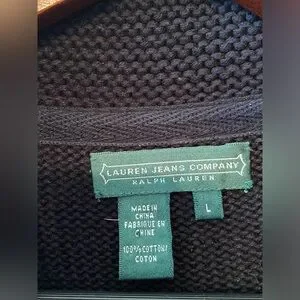 LAUREN JEANS COMPANY
RALPH LAUREN
L
MADE IN
CHINA
FABRIQUE EN
CHINE
100% COTTON/
COTON